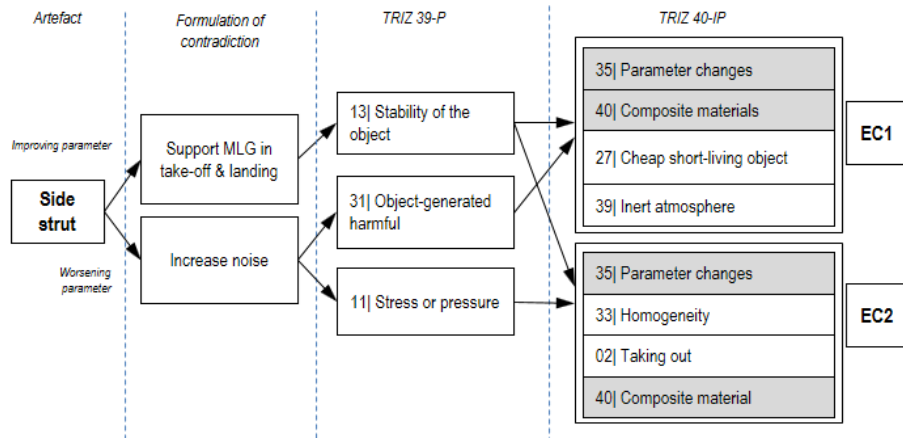 Artefact
Formulation of
contradiction
TRIZ 39-P
TRIZ 40-IP
Improving parameter
Side
strut
Worsening
parameter
Support MLG in
take-off & landing
Increase noise
13| Stability of the
object
31| Object-generated
harmful
11| Stress or pressure
35| Parameter changes
40| Composite materials
27| Cheap short-living object
39| Inert atmosphere
EC1
35| Parameter changes
33| Homogeneity
02| Taking out
40| Composite material
EC2